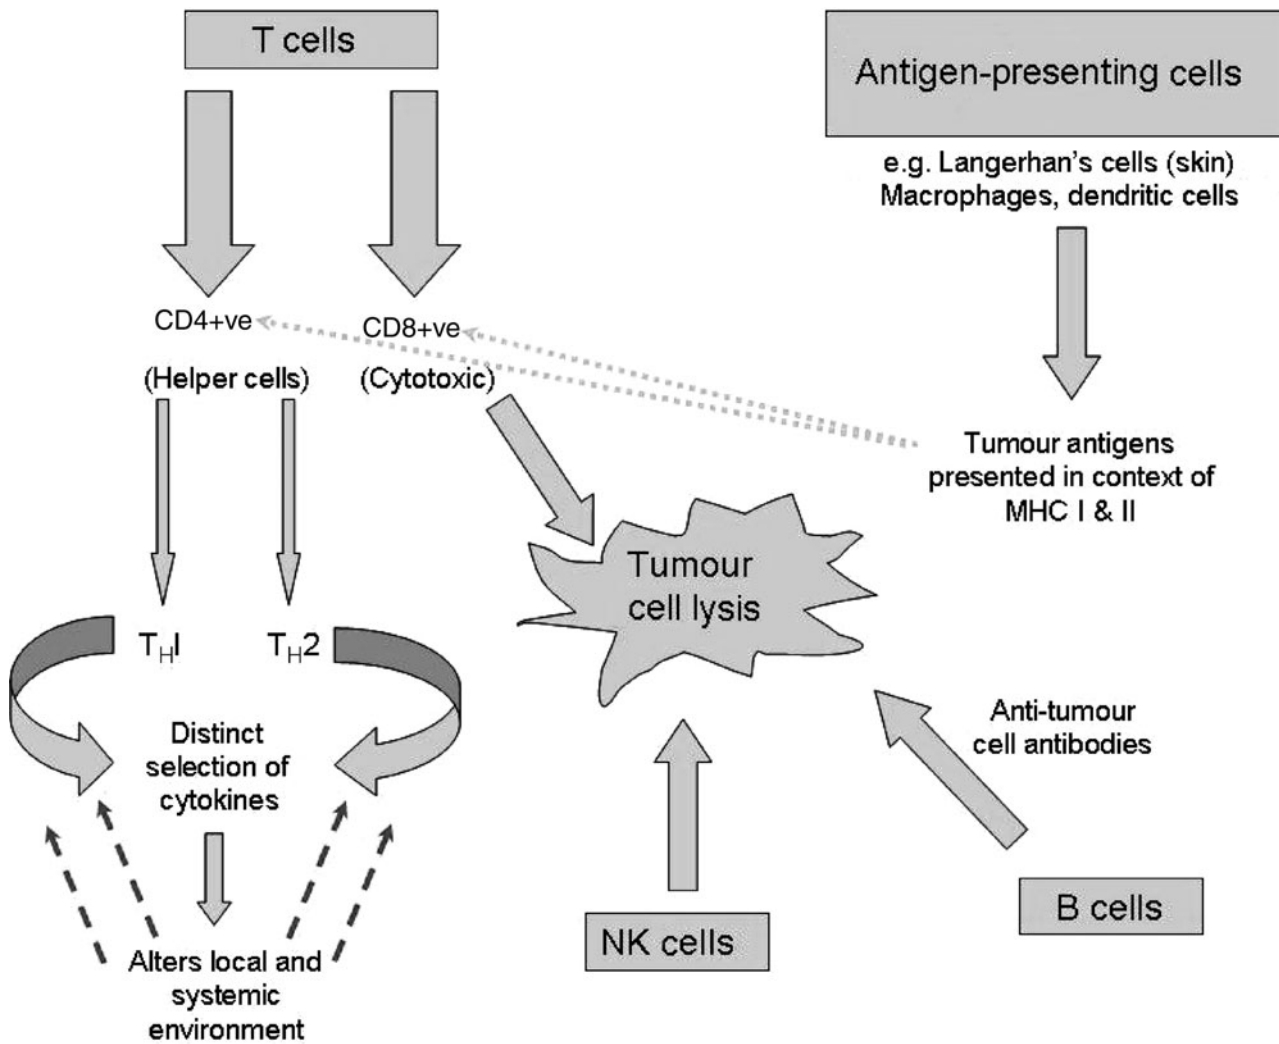 T cells
Antigen-presenting cells
e.g. Langerhan's cells (skin)
Macrophages, dendritic cells
CD4+ve
CD8+ve
(Helper cells)
(Cytotoxic)
Tumour antigens
presented in context of
MHC I & II
Tumour
cell lysis
THI
TH2
Distinct
selection of
cytokines
Anti-tumour
cell antibodies
B cells
NK cells
Alters local and
systemic
environment